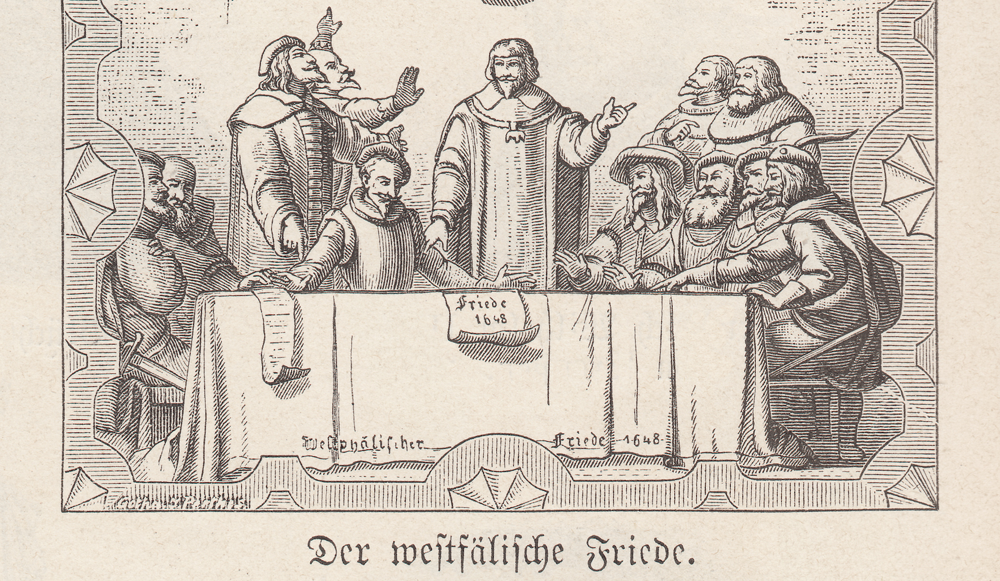 Friede
1648
Westphälischer Friede 1648.
Der westfälische Friede.